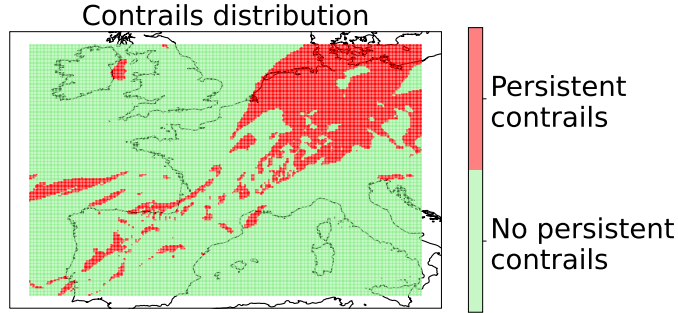 Contrails distribution
Persistent
contrails
No persistent
contrails